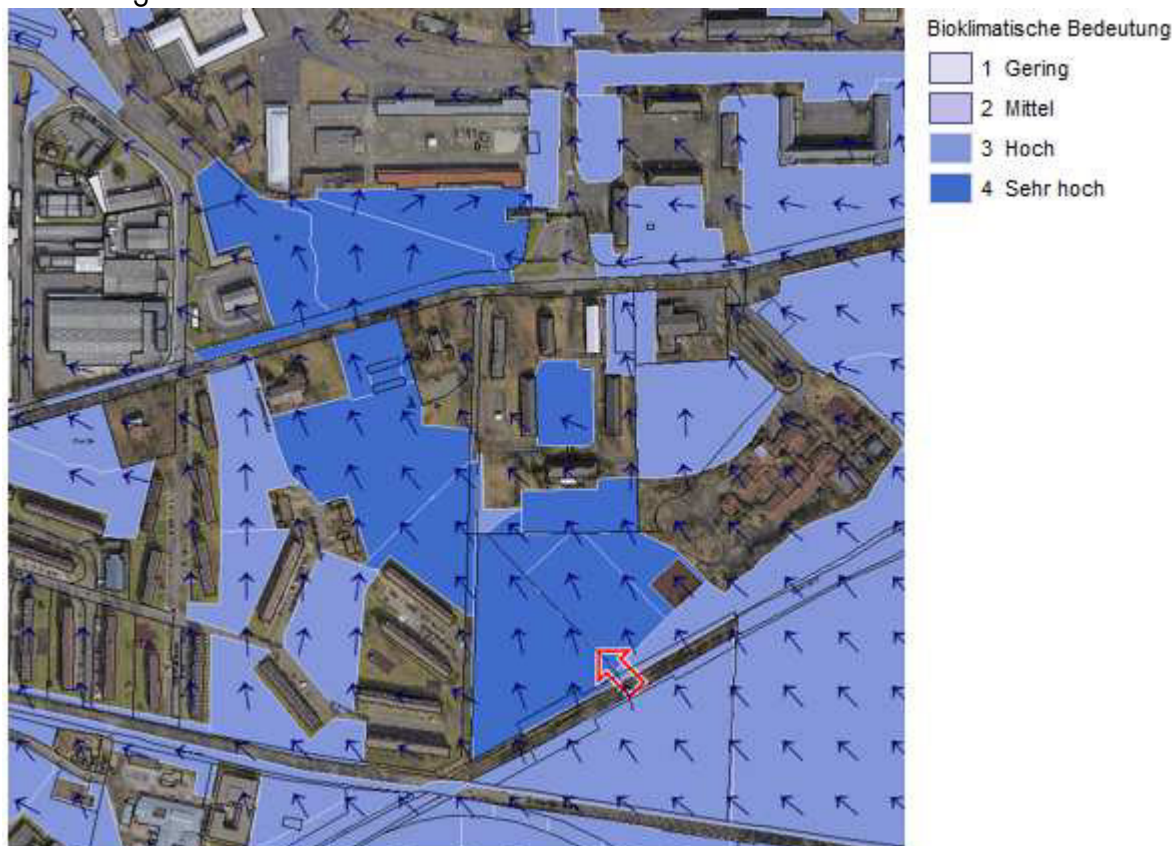 Bioklimatische Bedeutung
1 Gering
2 Mittel
3 Hoch
4 Sehr hoch